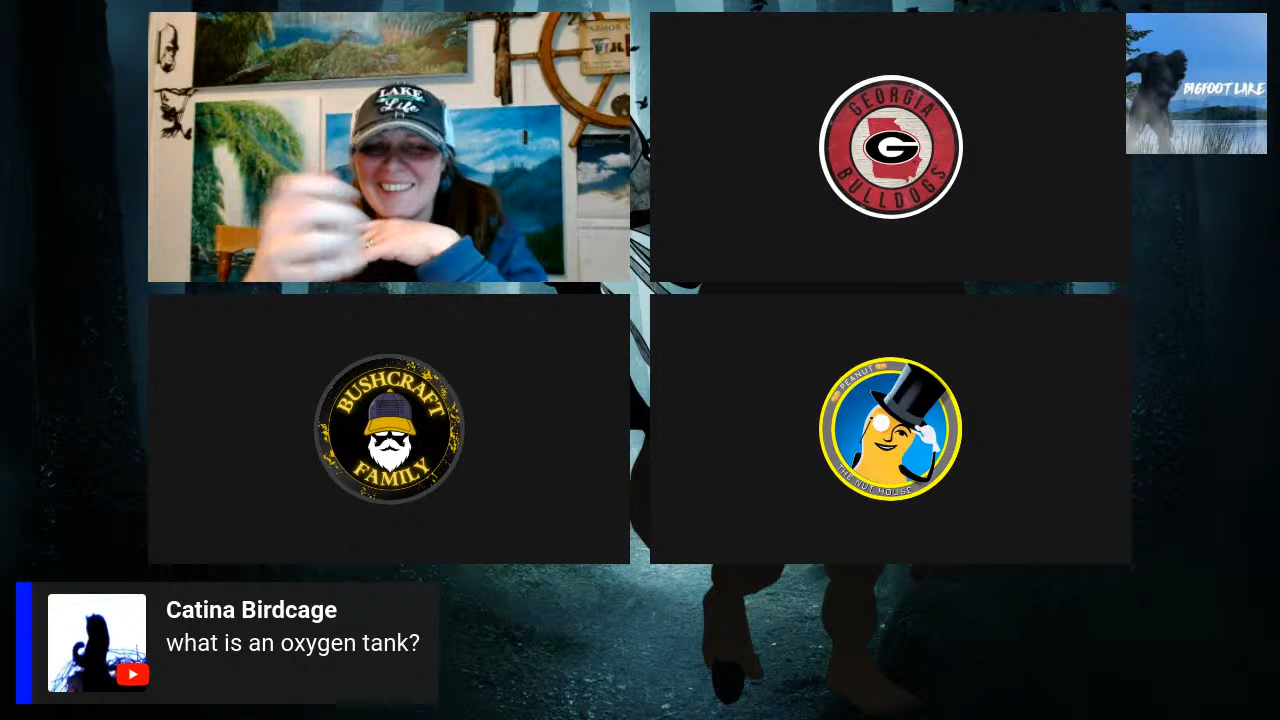 ARMOR C
LAKE
Life
GEORGIA
G
BULLDOGS
BIGFOOT LAKE
BUSHCRAFT
FAMILY
PEANUT
THE NUT HOUSE
Catina Birdcage
what is an oxygen tank?